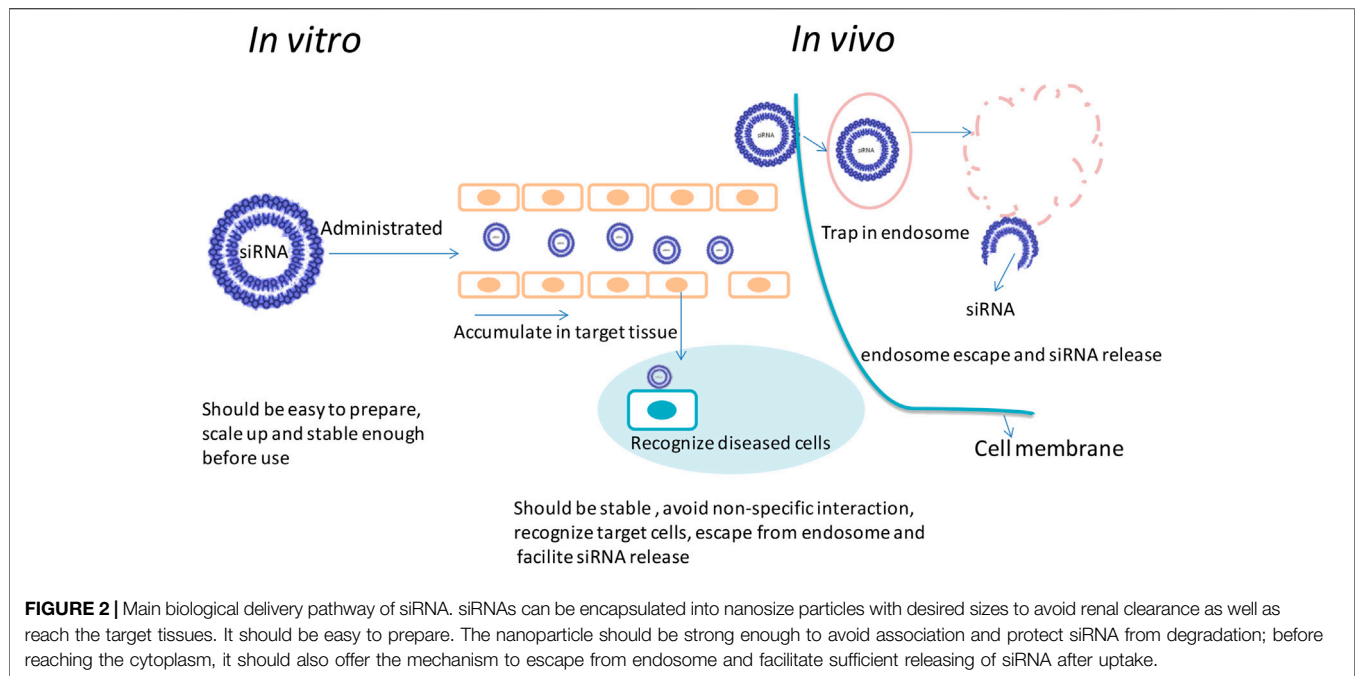 In vitro
In vivo
siRNA
siRNA
siRNA
Administrated
Trap in endosome
siRNA
Accumulate in target tissue
endosome escape and siRNA release
Should be easy to prepare,
scale up and stable enough
before use
Recognize diseased cells
Cell membrane
Should be stable , avoid non-specific interaction,
recognize target cells, escape from endosome and
facilite siRNA release
FIGURE 2 | Main biological delivery pathway of siRNA. siRNAs can be encapsulated into nanosize particles with desired sizes to avoid renal clearance as well as
reach the target tissues. It should be easy to prepare. The nanoparticle should be strong enough to avoid association and protect siRNA from degradation; before
reaching the cytoplasm, it should also offer the mechanism to escape from endosome and facilitate sufficient releasing of siRNA after uptake.